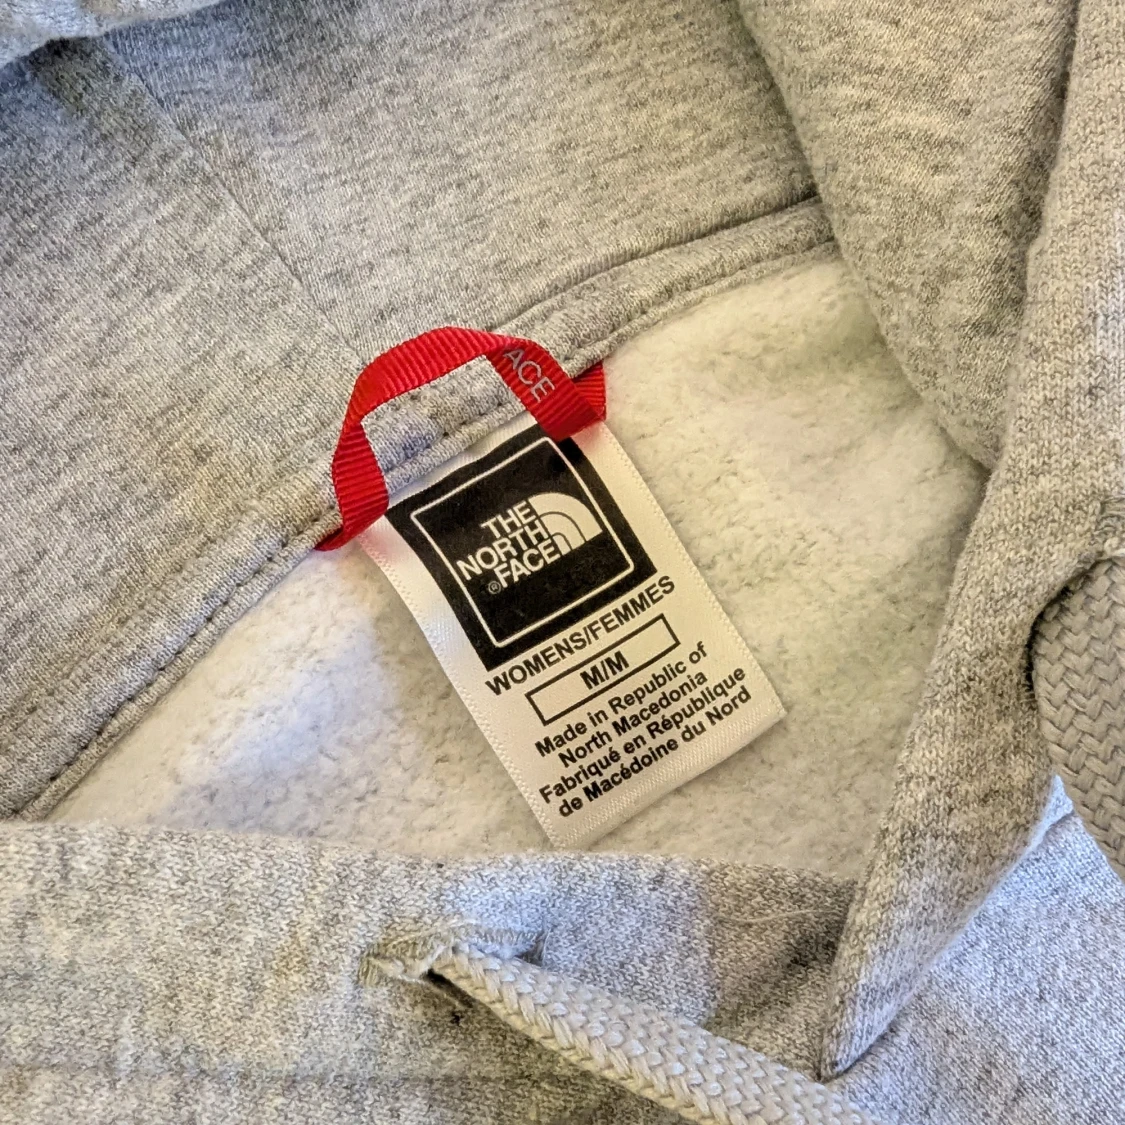 ACE
THE
NORTH
FACE
®
WOMENS/FEMMES
M/M
Made in Republic of
North Macedonia
Fabriqué en République
de Macédoine du Nord